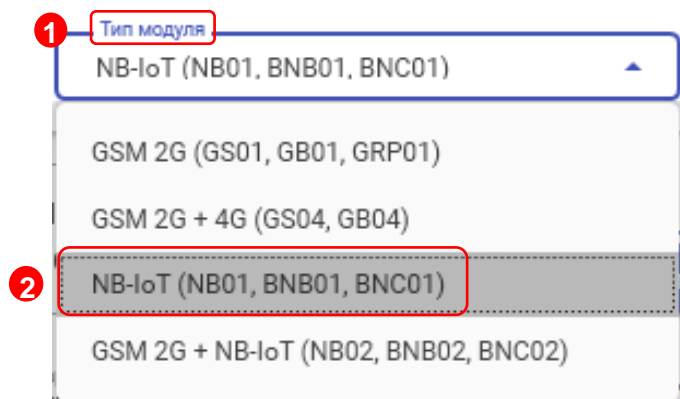 1
Тип модуля
NB-IoT (NB01, BNB01, BNC01)
GSM 2G (GS01, GB01, GRP01)
GSM 2G + 4G (GS04, GB04)
2
NB-IoT (NB01, BNB01, BNC01)
GSM 2G + NB-IoT (NB02, BNB02, BNC02)